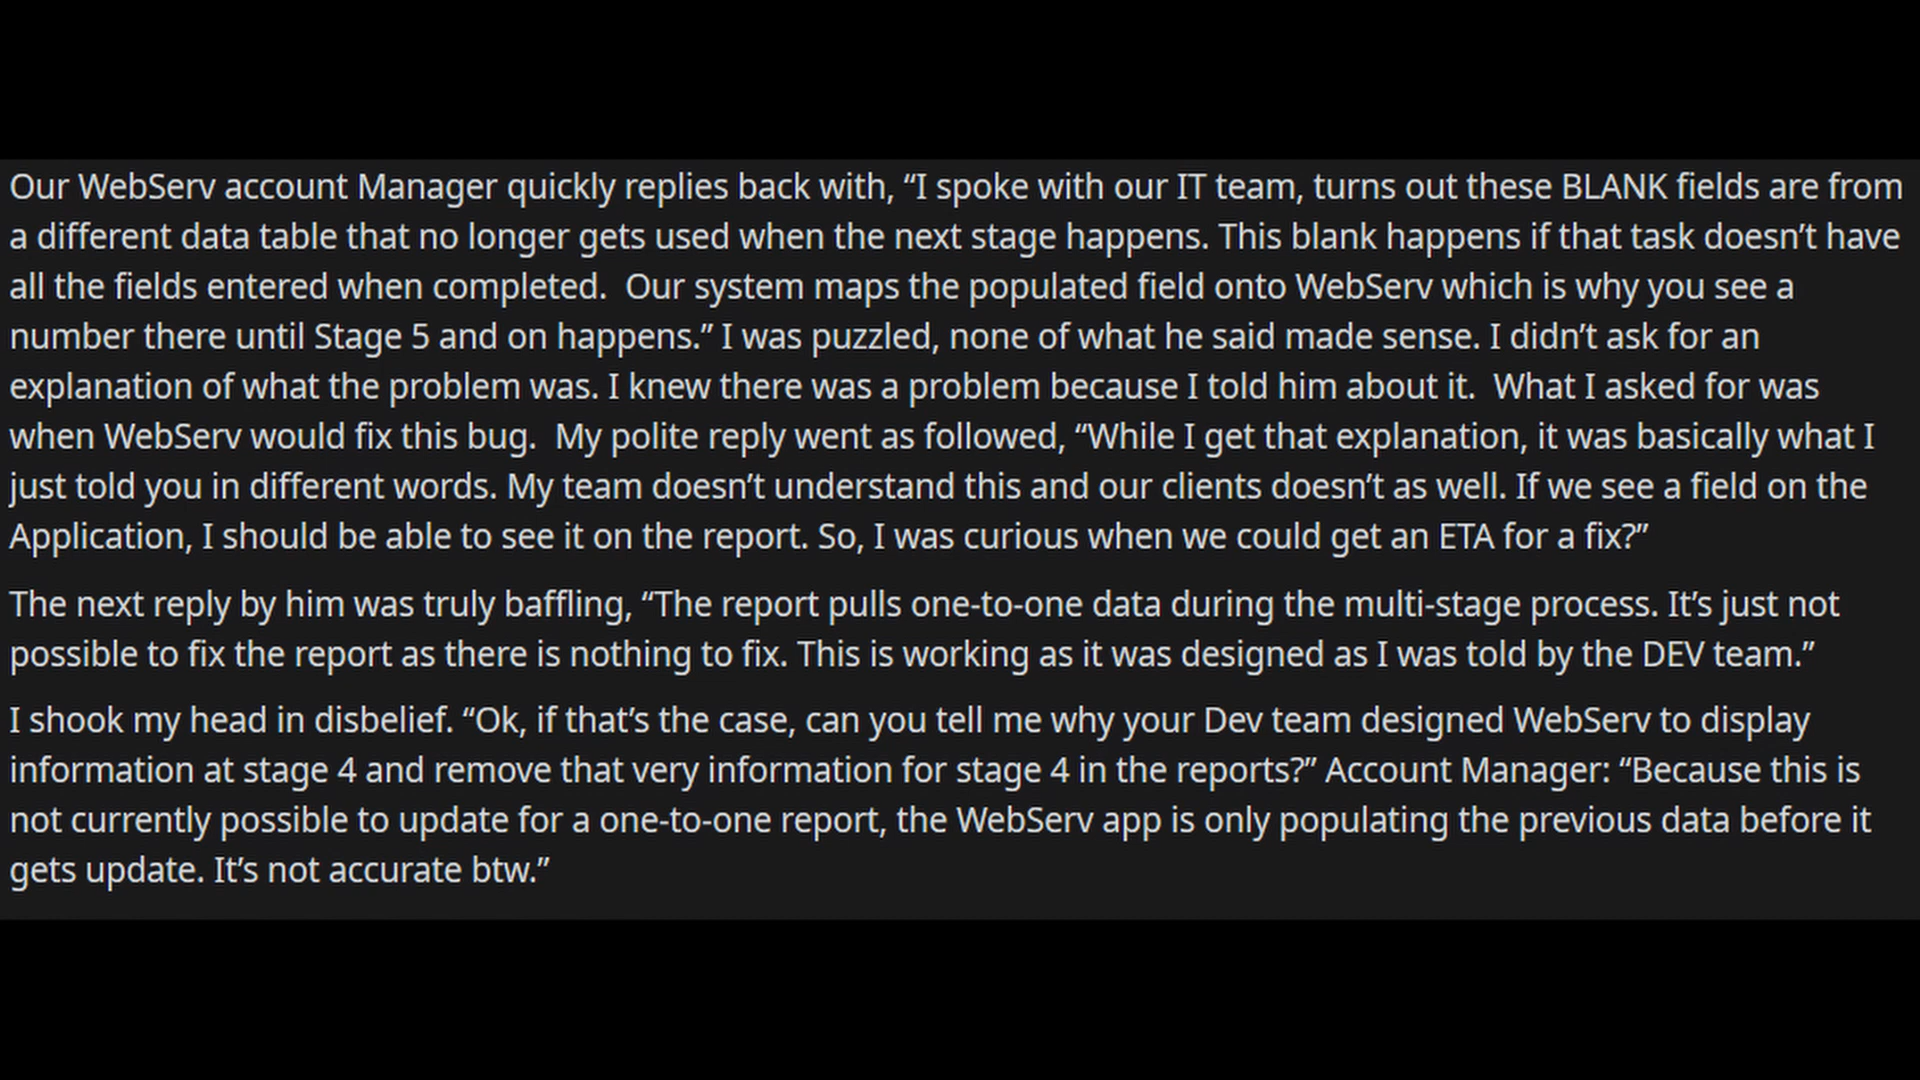 Our WebServ account Manager quickly replies back with, “I spoke with our IT team, turns out these BLANK fields are from
a different data table that no longer gets used when the next stage happens. This blank happens if that task doesn’t have
all the fields entered when completed.  Our system maps the populated field onto WebServ which is why you see a
number there until Stage 5 and on happens.” I was puzzled, none of what he said made sense. I didn’t ask for an
explanation of what the problem was. I knew there was a problem because I told him about it.  What I asked for was
when WebServ would fix this bug.  My polite reply went as followed, “While I get that explanation, it was basically what I
just told you in different words. My team doesn’t understand this and our clients doesn’t as well. If we see a field on the
Application, I should be able to see it on the report. So, I was curious when we could get an ETA for a fix?”
The next reply by him was truly baffling, “The report pulls one-to-one data during the multi-stage process. It’s just not
possible to fix the report as there is nothing to fix. This is working as it was designed as I was told by the DEV team.”
I shook my head in disbelief. “Ok, if that’s the case, can you tell me why your Dev team designed WebServ to display
information at stage 4 and remove that very information for stage 4 in the reports?” Account Manager: “Because this is
not currently possible to update for a one-to-one report, the WebServ app is only populating the previous data before it
gets update. It’s not accurate btw.”